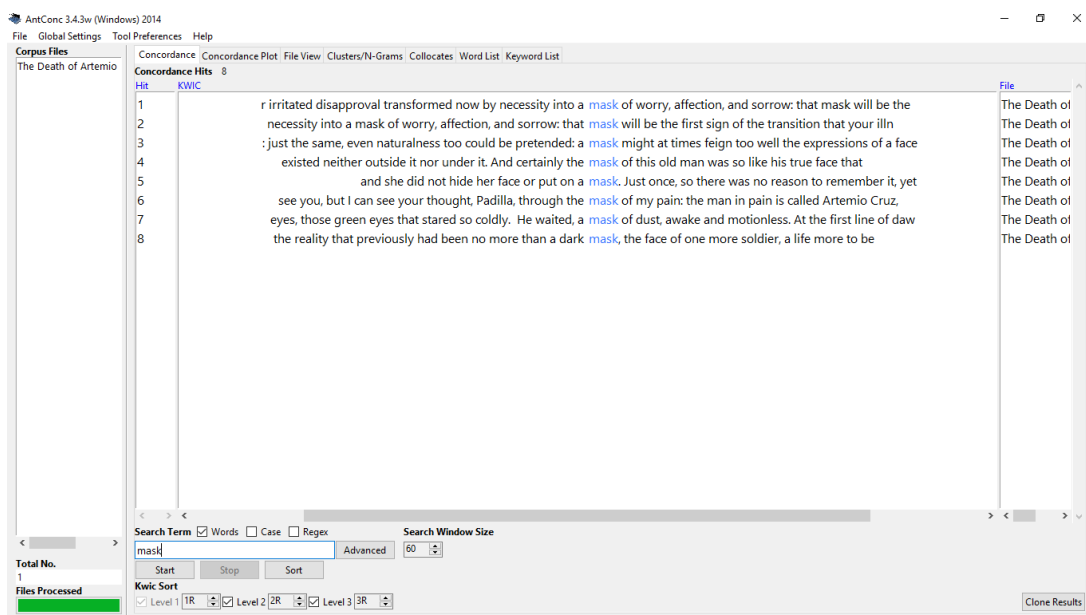 AntConc 3.4.3w (Windows) 2014
File Global Settings Tool Preferences Help
Corpus Files
The Death of Artemio
Concordance Concordance Plot File View Clusters/N-Grams Collocates Word List Keyword List
Concordance Hits 8
Hit KWIC File
1 r irritated disapproval transformed now by necessity into a mask of worry, affection, and sorrow: that mask will be the The Death of
2 necessity into a mask of worry, affection, and sorrow: that mask will be the first sign of the transition that your illn The Death of
3 : just the same, even naturalness too could be pretended: a mask might at times feign too well the expressions of a face The Death of
4 existed neither outside it nor under it. And certainly the mask of this old man was so like his true face that The Death of
5 and she did not hide her face or put on a mask. Just once, so there was no reason to remember it, yet The Death of
6 see you, but I can see your thought, Padilla, through the mask of my pain: the man in pain is called Artemio Cruz, The Death of
7 eyes, those green eyes that stared so coldly. He waited, a mask of dust, awake and motionless. At the first line of daw The Death of
8 the reality that previously had been no more than a dark mask, the face of one more soldier, a life more to be The Death of
Search Term Words Case Regex Search Window Size
mask Advanced 60
Total No.
1
Start Stop Sort
Files Processed
Kwic Sort
Level 1 1R Level 2 2R Level 3 3R
Clone Results